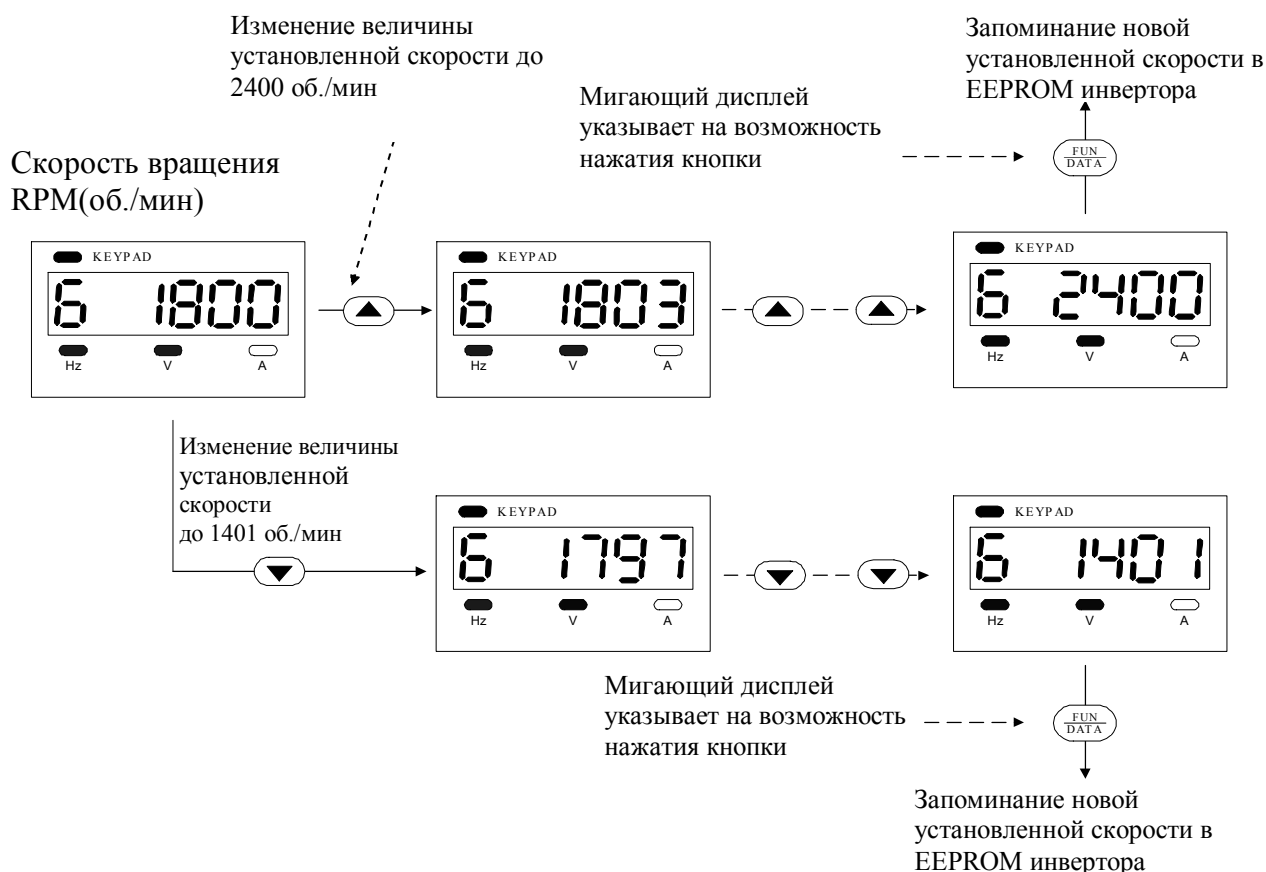 Изменение величины
установленной скорости до
2400 об./мин
Запоминание новой
установленной скорости в
EEPROM инвертора
Мигающий дисплей
указывает на возможность
нажатия кнопки
FUN
DATA
Скорость вращения
RPM(об./мин)
KEYPAD
6 1800
Hz V A
KEYPAD
6 1803
Hz V A
KEYPAD
6 2400
Hz V A
Изменение величины
установленной
скорости
до 1401 об./мин
KEYPAD
6 1797
Hz V A
KEYPAD
6 1401
Hz V A
Мигающий дисплей
указывает на возможность
нажатия кнопки
FUN
DATA
Запоминание новой
установленной скорости в
EEPROM инвертора